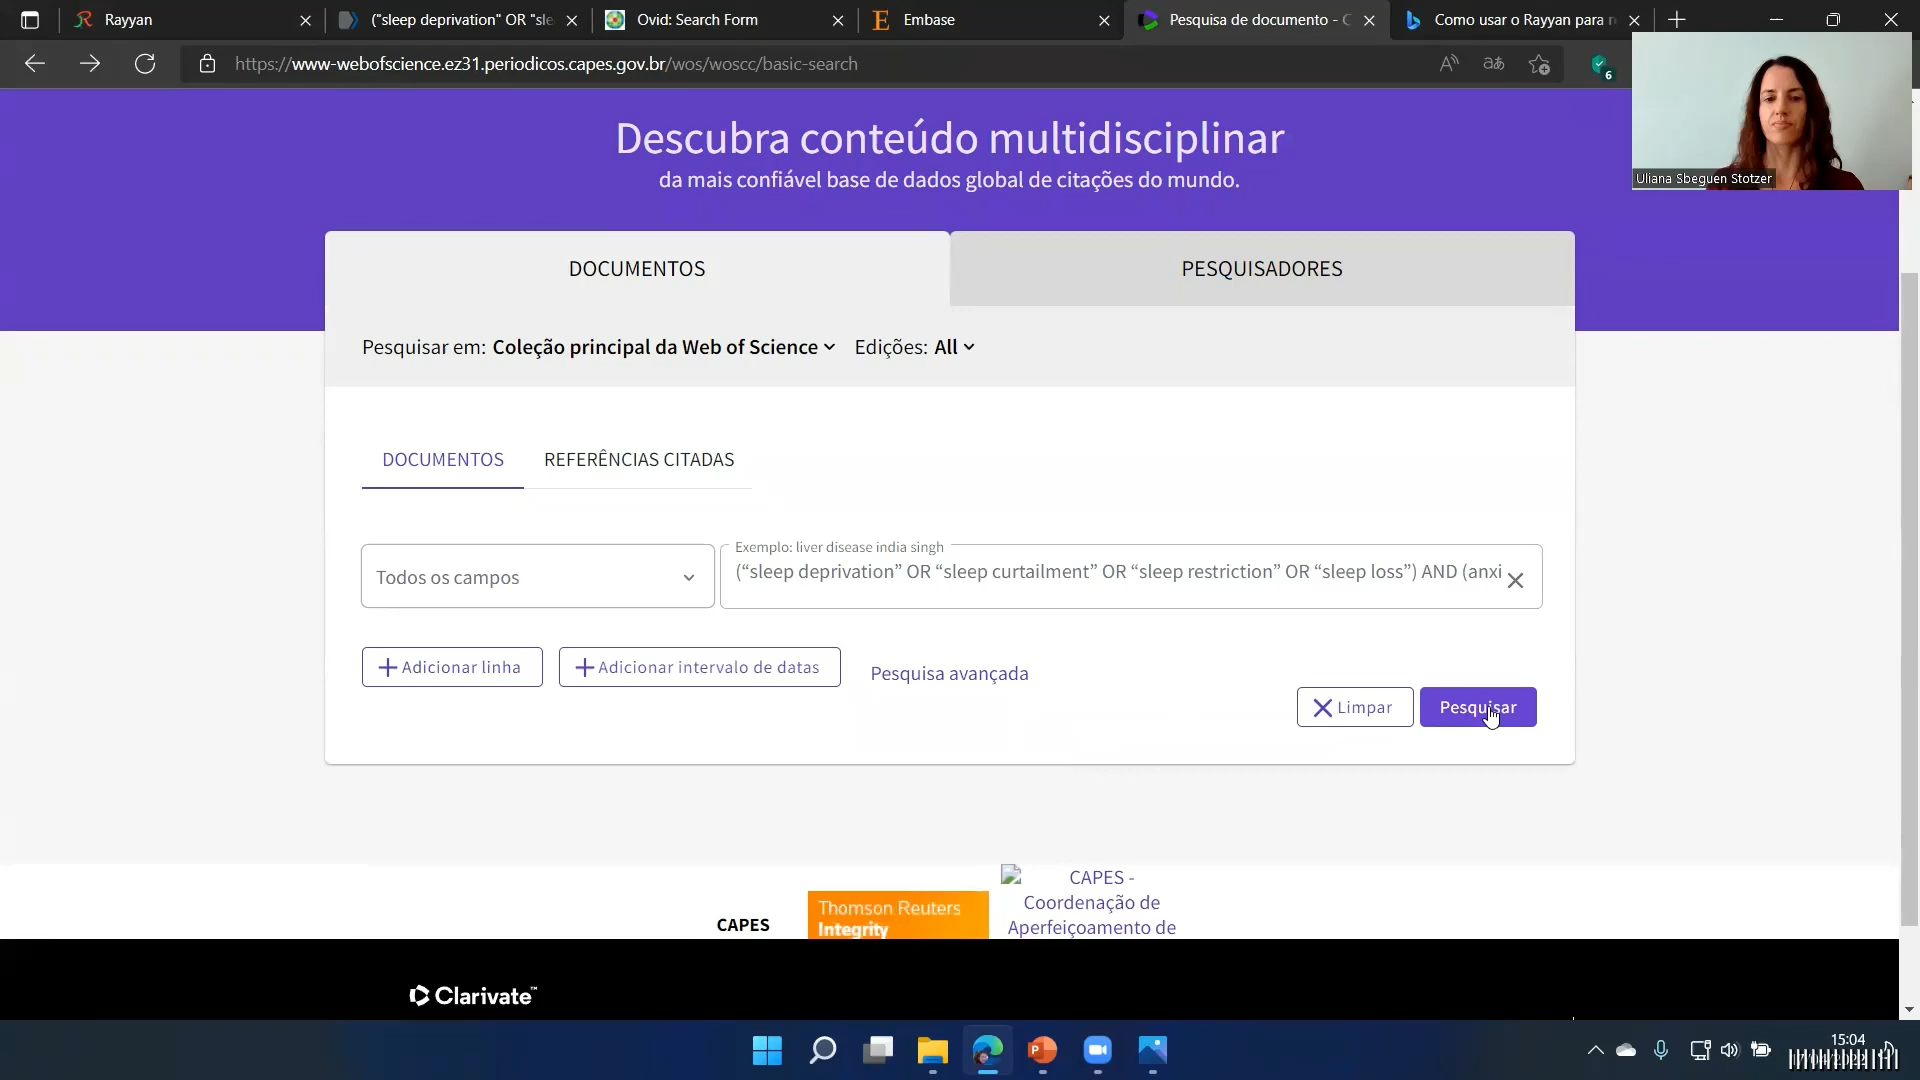 Rayyan
("sleep deprivation" OR "sle
Ovid: Search Form
Embase
Pesquisa de documento - C
Como usar o Rayyan para r
https://www-webofscience.ez31.periodicos.capes.gov.br/wos/woscc/basic-search
6
Uliana Sbeguen Stotzer
Descubra conteúdo multidisciplinar
da mais confiável base de dados global de citações do mundo.
DOCUMENTOS
PESQUISADORES
Pesquisar em: Coleção principal da Web of Science
Edições: All
DOCUMENTOS
REFERÊNCIAS CITADAS
Todos os campos
Exemplo: liver disease india singh
(“sleep deprivation” OR “sleep curtailment” OR “sleep restriction” OR “sleep loss”) AND (anxi
Adicionar linha
Adicionar intervalo de datas
Pesquisa avançada
Limpar
Pesquisar
CAPES
Thomson Reuters
Integrity
CAPES -
Coordenação de
Aperfeiçoamento de
Clarivate™
15:04